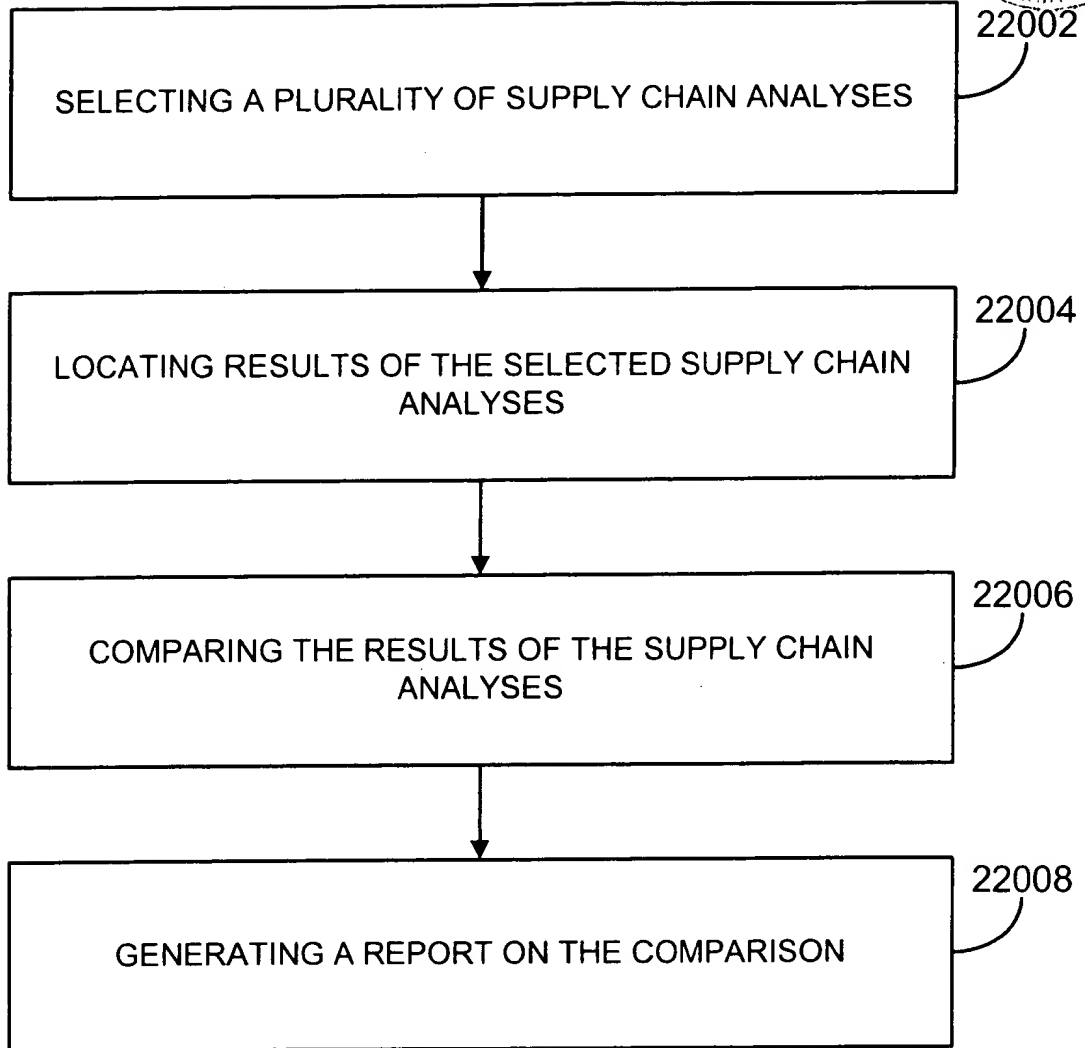 22002
SELECTING A PLURALITY OF SUPPLY CHAIN ANALYSES
22004
LOCATING RESULTS OF THE SELECTED SUPPLY CHAIN
ANALYSES
22006
COMPARING THE RESULTS OF THE SUPPLY CHAIN
ANALYSES
22008
GENERATING A REPORT ON THE COMPARISON